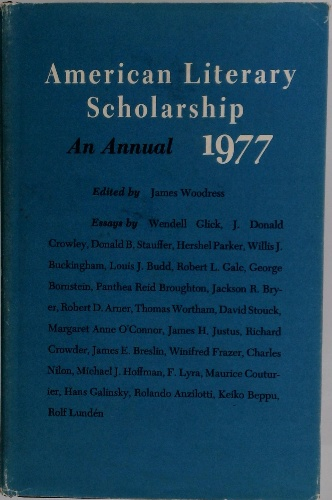 American Literary
Scholarship
An Annual 1977
Edited by James Woodress
Essays by Wendell Glick, J. Donald
Crowley, Donald B. Stauffer, Hershel Parker, Willis J.
Buckingham, Louis J. Budd, Robert L. Gale, George
Bornstein, Panthea Reid Broughton, Jackson R. Bry-
er, Robert D. Arner, Thomas Wortham, David Stouck,
Margaret Anne O'Connor, James H. Justus, Richard
Crowder, James E. Breslin, Winifred Frazer, Charles
Nilon, Michael J. Hoffman, F. Lyra, Maurice Coutur-
ier, Hans Galinsky, Rolando Anzilotti, Keiko Beppu,
Rolf Lundén